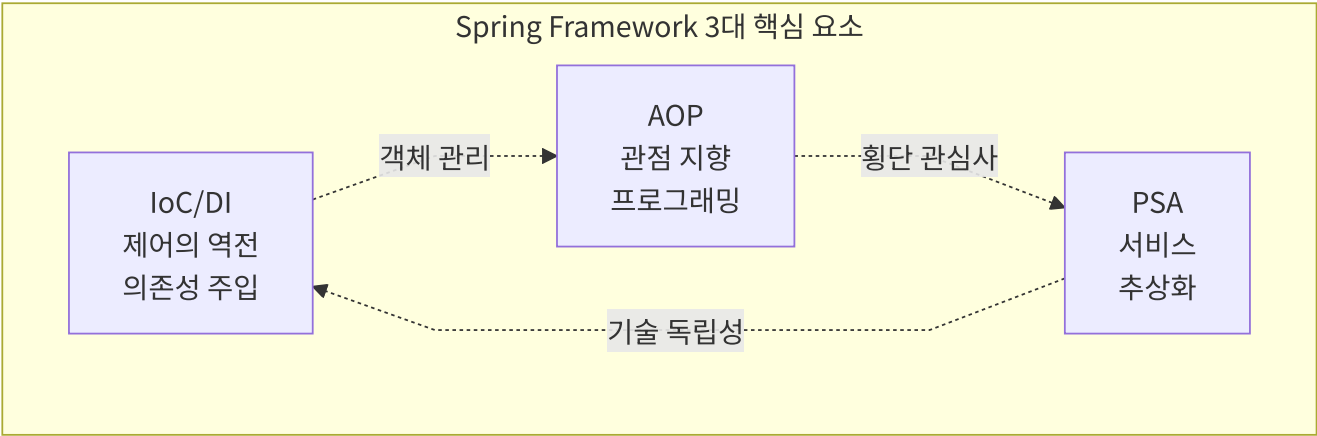 Spring Framework 3대 핵심 요소
IoC/DI
제어의 역전
의존성 주입
객체 관리
AOP
관점 지향
프로그래밍
횡단 관심사
PSA
서비스
추상화
기술 독립성